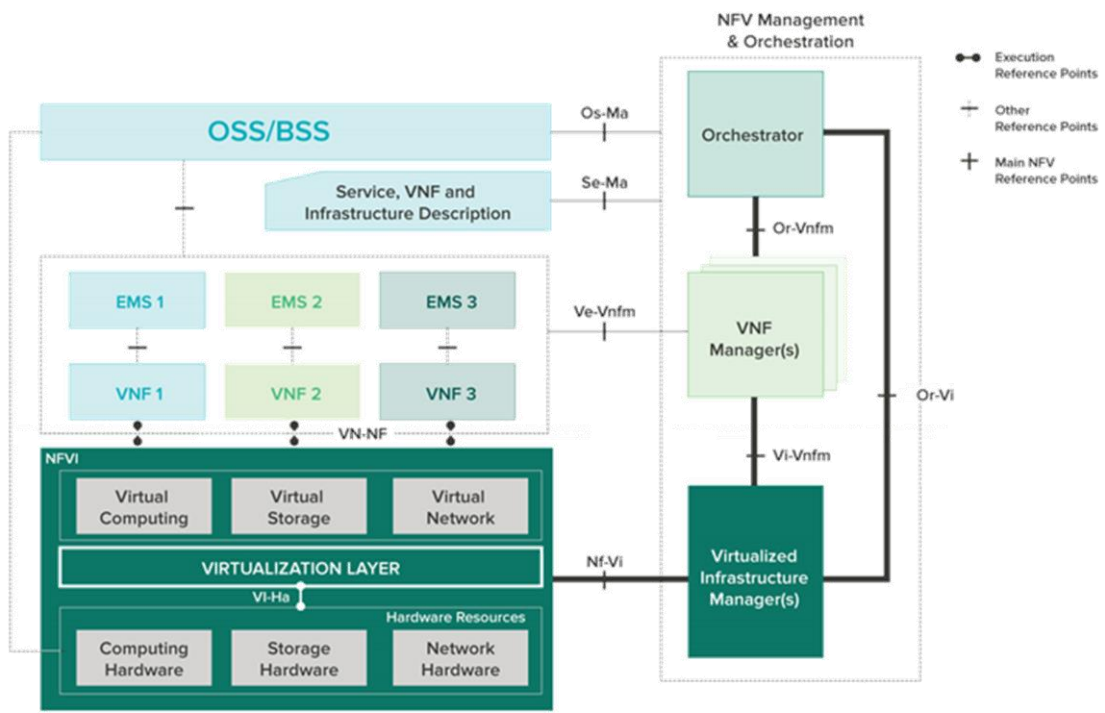 NFV Management
& Orchestration
Execution
Reference Points
Other
Reference Points
Main NFV
Reference Points
OSS/BSS
Os-Ma
Orchestrator
Service, VNF and
Infrastructure Description
Se-Ma
Or-Vnfm
EMS 1
EMS 2
EMS 3
Ve-Vnfm
VNF
Manager(s)
VNF 1
VNF 2
VNF 3
Or-Vi
VN-NF
NFVI
Vi-Vnfm
Virtual
Computing
Virtual
Storage
Virtual
Network
VIRTUALIZATION LAYER
Nf-Vi
Virtualized
Infrastructure
Manager(s)
VI-Ha
Hardware Resources
Computing
Hardware
Storage
Hardware
Network
Hardware